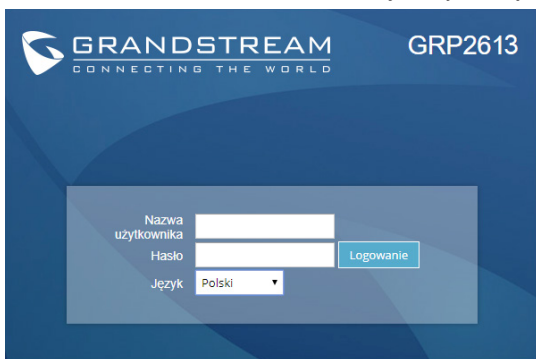 GRANDSTREAM
CONNECTING THE WORLD
GRP2613
Nazwa
użytkownika
Hasło
Logowanie
Język
Polski